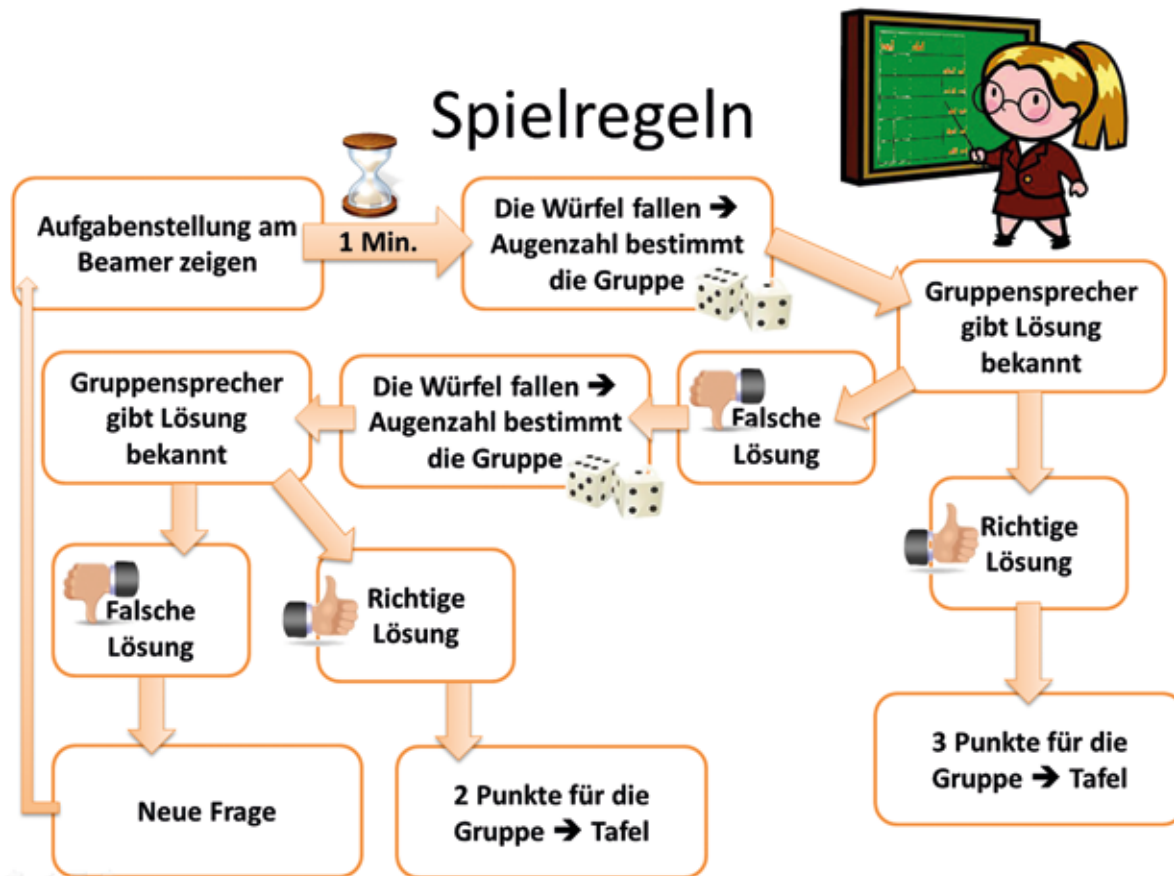 Spielregeln
Aufgabenstellung am
Beamer zeigen
1 Min.
Die Würfel fallen ➔
Augenzahl bestimmt
die Gruppe
Gruppensprecher
gibt Lösung
bekannt
Falsche
Lösung
Die Würfel fallen ➔
Augenzahl bestimmt
die Gruppe
Gruppensprecher
gibt Lösung
bekannt
Richtige
Lösung
Falsche
Lösung
Richtige
Lösung
3 Punkte für die
Gruppe ➔ Tafel
Neue Frage
2 Punkte für die
Gruppe ➔ Tafel